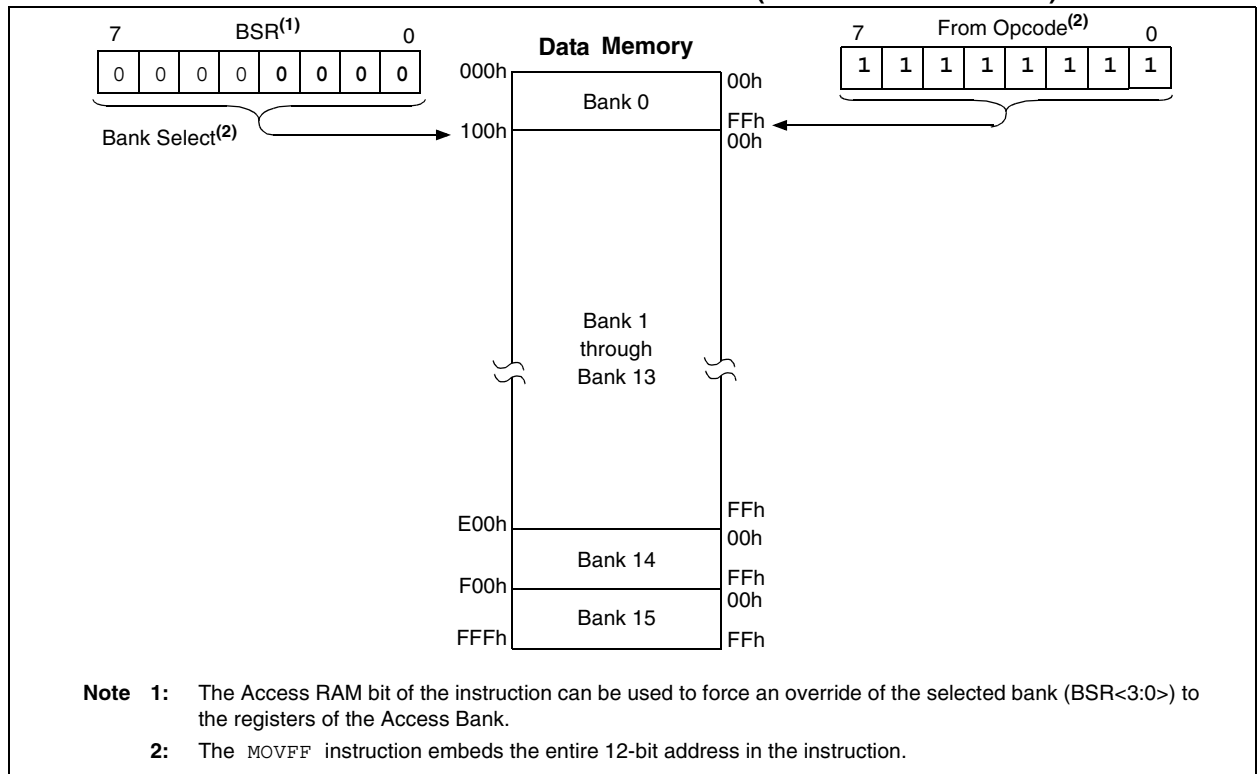 7 BSR(1) 0
0 0 0 0 0 0 0 0
Bank Select(2)
Data Memory
7 From Opcode(2) 0
1 1 1 1 1 1 1 1
000h
00h
Bank 0
FFh
100h
00h
Bank 1
through
Bank 13
FFh
E00h
00h
Bank 14
FFh
F00h
00h
Bank 15
FFFh
FFh
Note 1: The Access RAM bit of the instruction can be used to force an override of the selected bank (BSR<3:0>) to
the registers of the Access Bank.
2: The MOVFF instruction embeds the entire 12-bit address in the instruction.